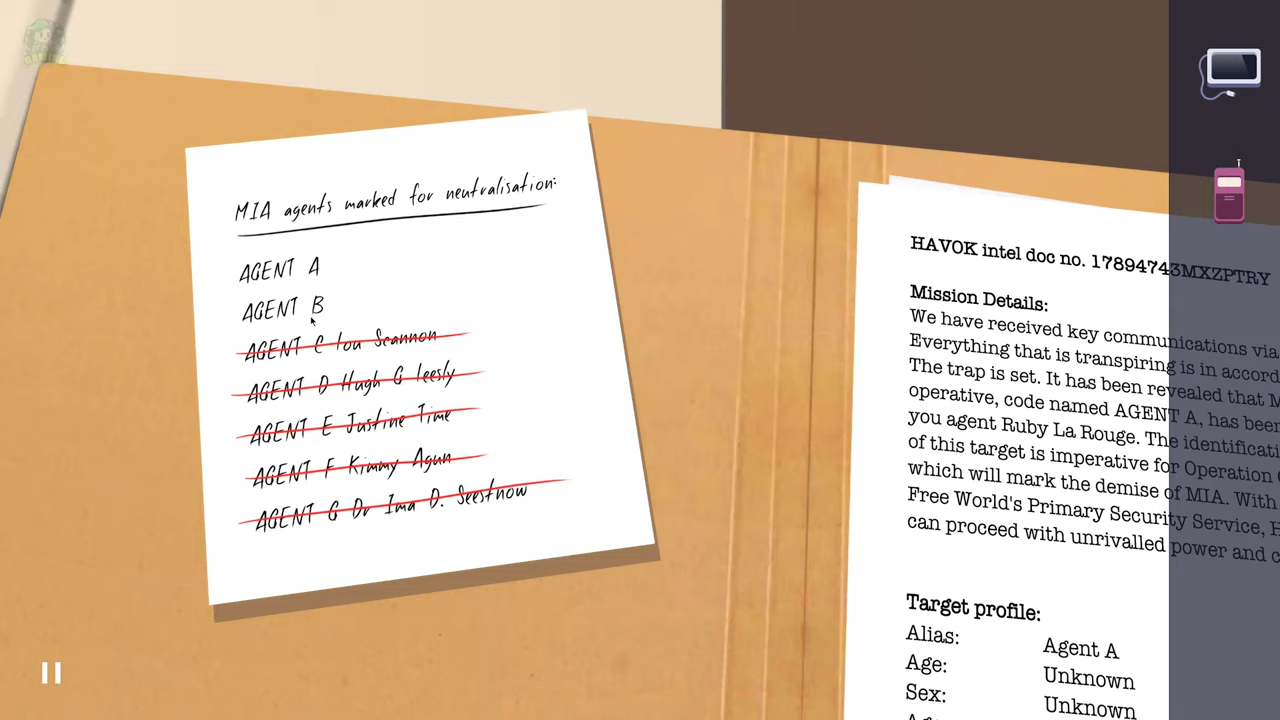 MIA agents marked for neutralisation:
AGENT A
AGENT B
AGENT C Lou Scannon
AGENT D Hugh G leesly
AGENT E Justine Time
AGENT F Kimmy Agun
AGENT G Dr Ima D. Seestnow
HAVOK intel doc no. 17894743MXZPTRY
Mission Details:
We have received key communications via
Everything that is transpiring is in accord
The trap is set. It has been revealed that M
operative, code named AGENT A, has been
you agent Ruby La Rouge. The identificati
of this target is imperative for Operation
which will mark the demise of MIA. With
Free World's Primary Security Service, H
can proceed with unrivalled power and c
Target profile:
Alias: Agent A
Age: Unknown
Sex: Unknown